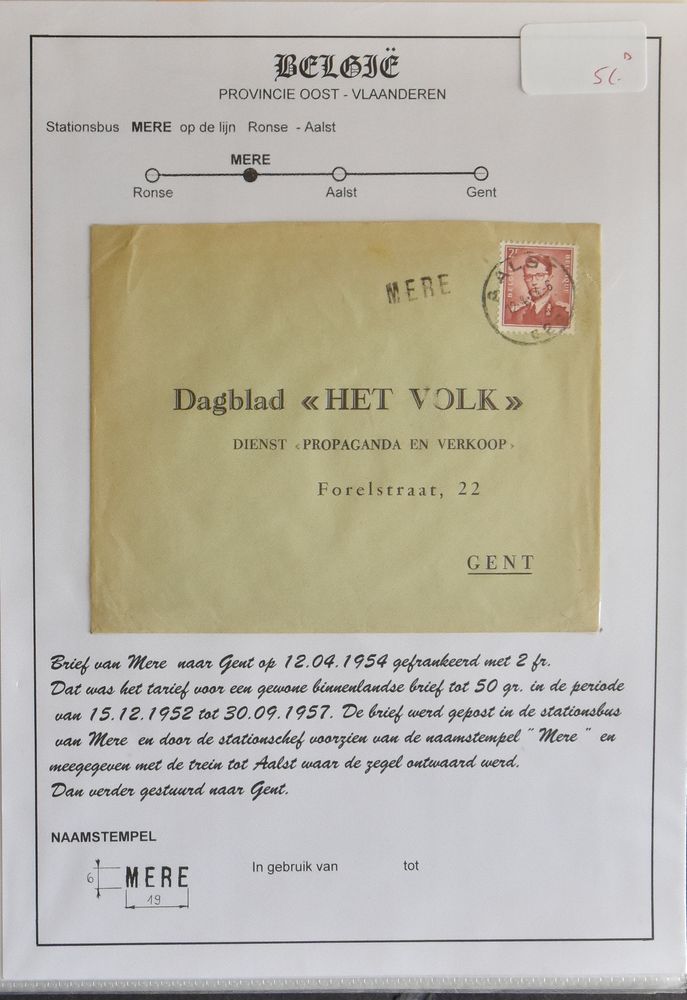 BELGIË
PROVINCIE OOST - VLAANDEREN
Stationsbus MERE op de lijn Ronse - Aalst
MERE
Ronse Aalst Gent
MERE
2F
AALST
Dagblad «HET VOLK»
DIENST ‹PROPAGANDA EN VERKOOP›
Forelstraat, 22
GENT
Brief van Mere naar Gent op 12.04.1954 gefrankeerd met 2 fr.
Dat was het tarief voor een gewone binnenlandse brief tot 50 gr. in de periode
van 15.12.1952 tot 30.09.1957. De brief werd gepost in de stationsbus
van Mere en door de stationschef voorzien van de naamstempel " Mere " en
meegegeven met de trein tot Aalst waar de zegel ontwaard werd.
Dan verder gestuurd naar Gent.
NAAMSTEMPEL
In gebruik van tot
6 MERE
19